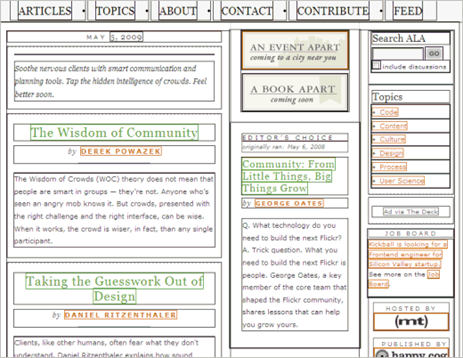 ARTICLES • TOPICS • ABOUT • CONTACT • CONTRIBUTE • FEED
MAY 5, 2009
Soothe nervous clients with smart communication and
planning tools. Tap the hidden intelligence of crowds. Feel
better soon.
The Wisdom of Community
by DEREK POWAZEK
The Wisdom of Crowds (WOC) theory does not mean that
people are smart in groups — they're not. Anyone who's
seen an angry mob knows it. But crowds, presented with
the right challenge and the right interface, can be wise.
When it works, the crowd is wiser, in fact, than any single
participant.
Taking the Guesswork Out of
Design
by DANIEL RITZENTHALER
Clients, like other humans, often fear what they don't
understand. Daniel Ritzenthaler explains how sound
AN EVENT APART
coming to a city near you
A BOOK APART
coming soon
EDITOR'S CHOICE
originally ran: May 6, 2008
Community: From
Little Things, Big
Things Grow
by GEORGE OATES
Q. What technology do you
need to build the next Flickr?
A. Trick question. What you
need to build the next Flickr is
people. George Oates, a key
member of the core team that
shaped the Flickr community,
shares lessons that can help
you grow yours.
Search ALA
GO
include discussions
Topics
• Code
• Content
• Culture
• Design
• Process
• User Science
Ad via The Deck
JOB BOARD
Kickball is looking for a
frontend engineer for
Silicon Valley startup.
See more on the Job
Board.
HOSTED BY
(mt)
PUBLISHED BY
happy cog